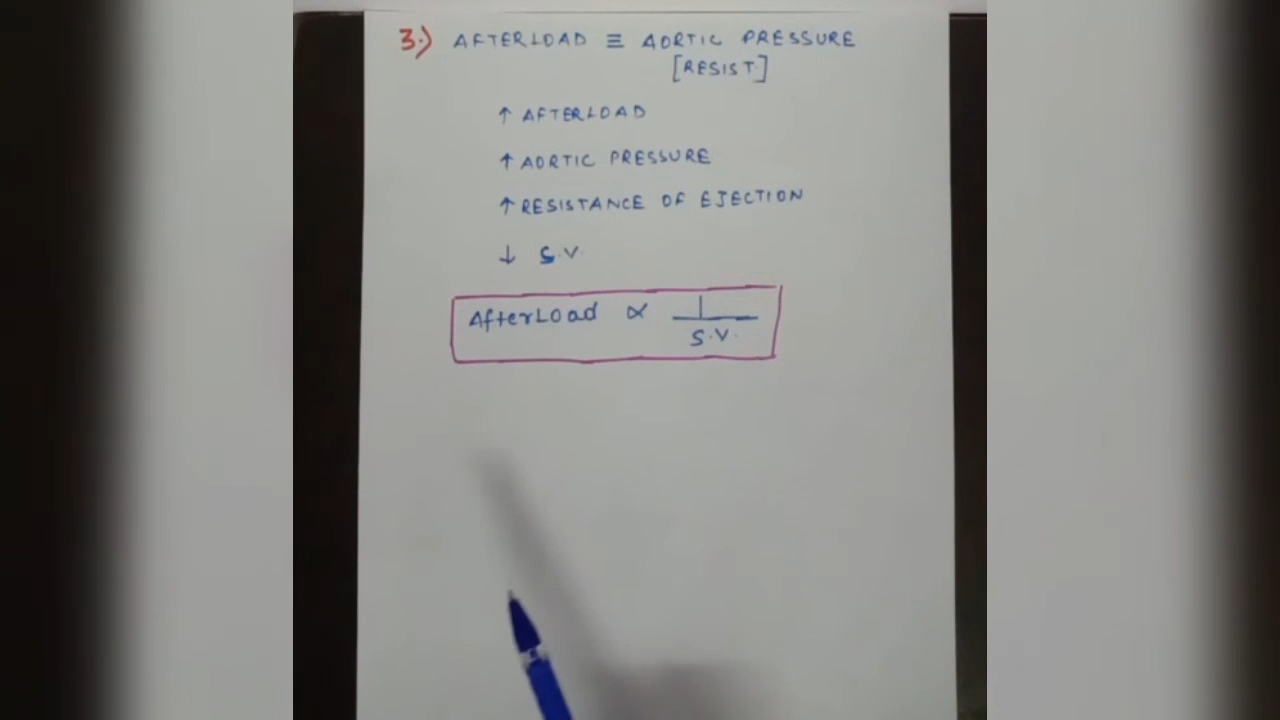 3.) AFTERLOAD ≡ AORTIC PRESSURE
[RESIST.]
↑ AFTERLOAD
↑ AORTIC PRESSURE
↑ RESISTANCE OF EJECTION
↓ S.V.
AfterLoad ∝ 1
S.V.